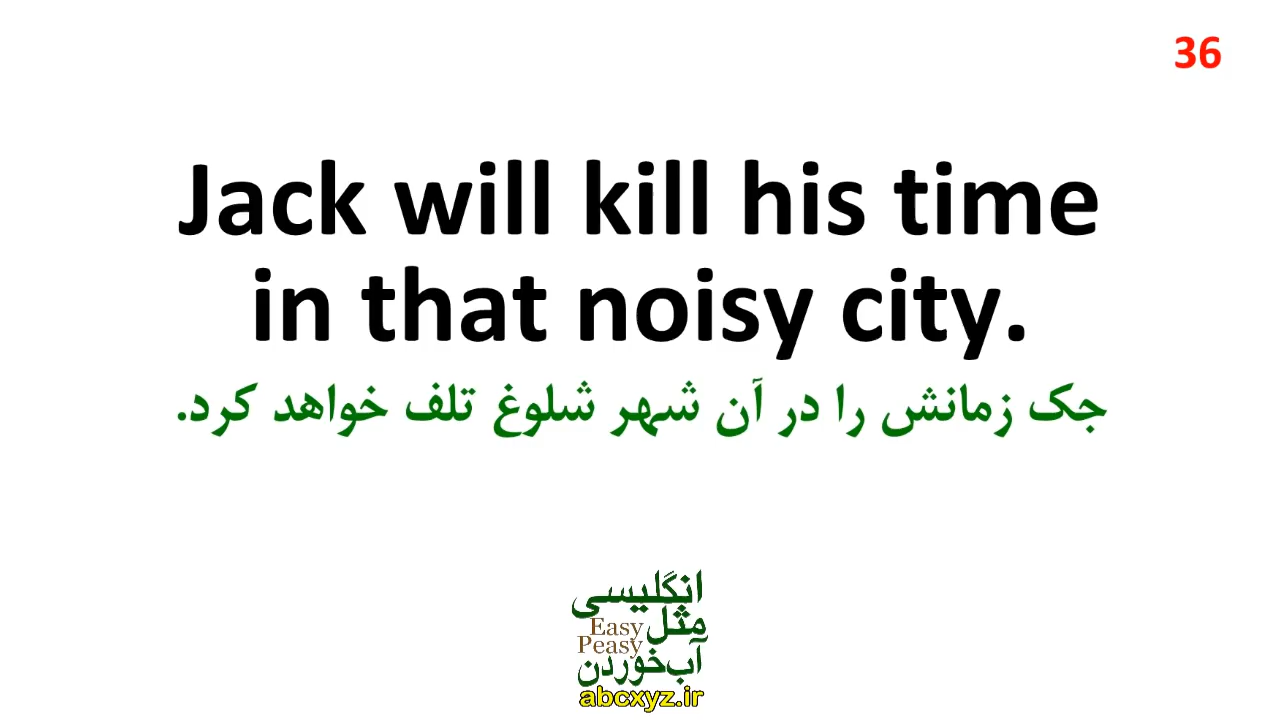 36
Jack will kill his time
in that noisy city.
جک زمانش را در آن شهر شلوغ تلف خواهد کرد.
انگلیسی
مثل Easy
Peasy
آب‌خوردن
abcxyz.ir